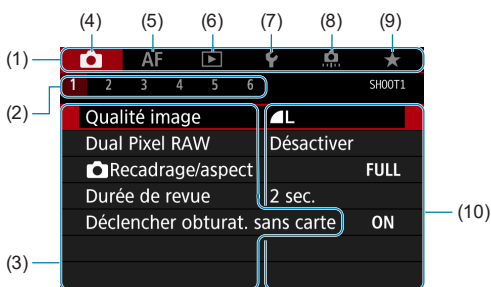 (4) (5) (6) (7) (8) (9)
(1) AF
(2) 1 2 3 4 5 6 SHOOT1
Qualité image L
Dual Pixel RAW Désactiver
Recadrage/aspect FULL
Durée de revue 2 sec.
Déclencher obturat. sans carte ON
(10)
(3)